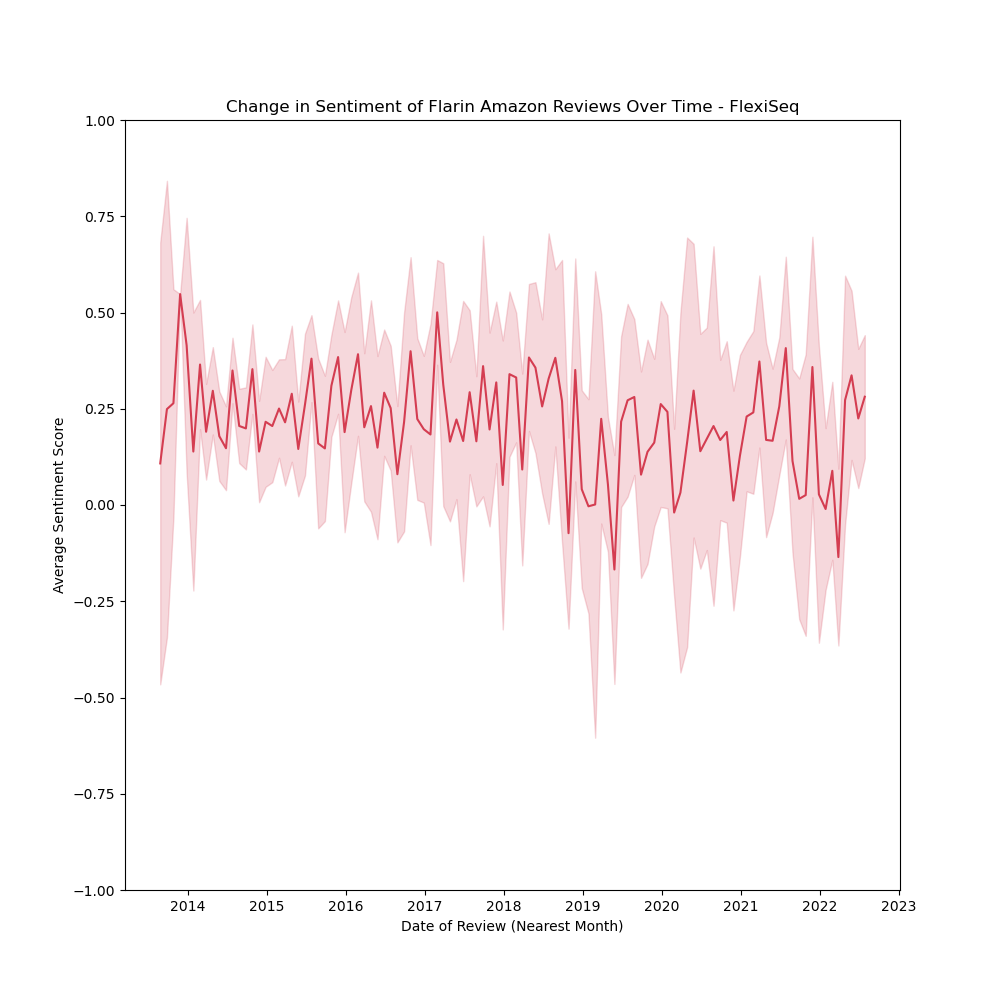 Change in Sentiment of Flarin Amazon Reviews Over Time - FlexiSeq
1.00
0.75
0.50
0.25
0.00
−0.25
−0.50
−0.75
−1.00
Average Sentiment Score
2014 2015 2016 2017 2018 2019 2020 2021 2022 2023
Date of Review (Nearest Month)